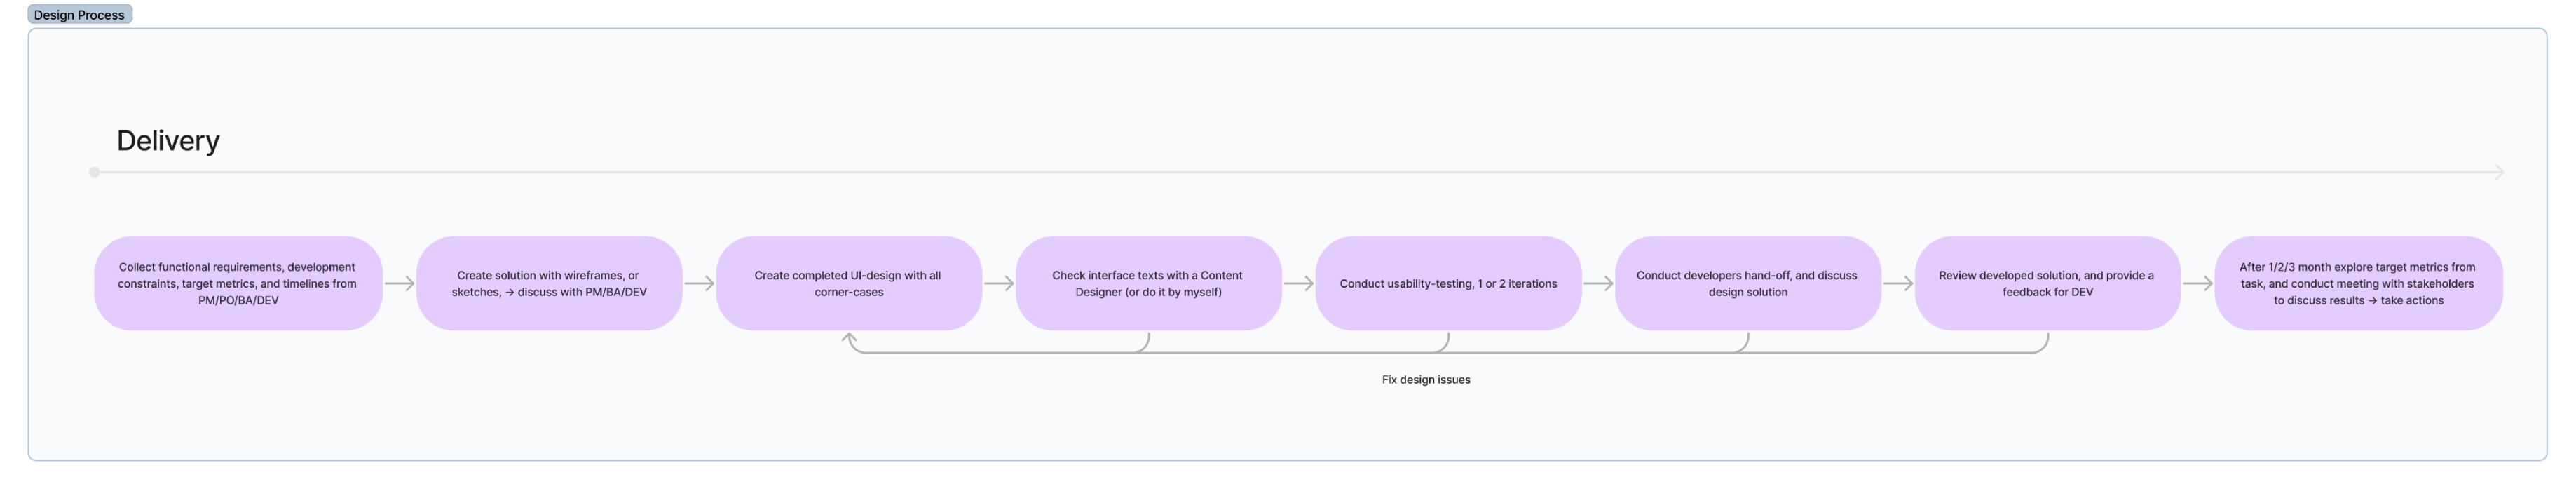 Design Process
Delivery
Collect functional requirements, development
constraints, target metrics, and timelines from
PM/PO/BA/DEV
Create solution with wireframes, or
sketches, → discuss with PM/BA/DEV
Create completed UI-design with all
corner-cases
Check interface texts with a Content
Designer (or do it by myself)
Conduct usability-testing, 1 or 2 iterations
Conduct developers hand-off, and discuss
design solution
Review developed solution, and provide a
feedback for DEV
After 1/2/3 month explore target metrics from
task, and conduct meeting with stakeholders
to discuss results → take actions
Fix design issues